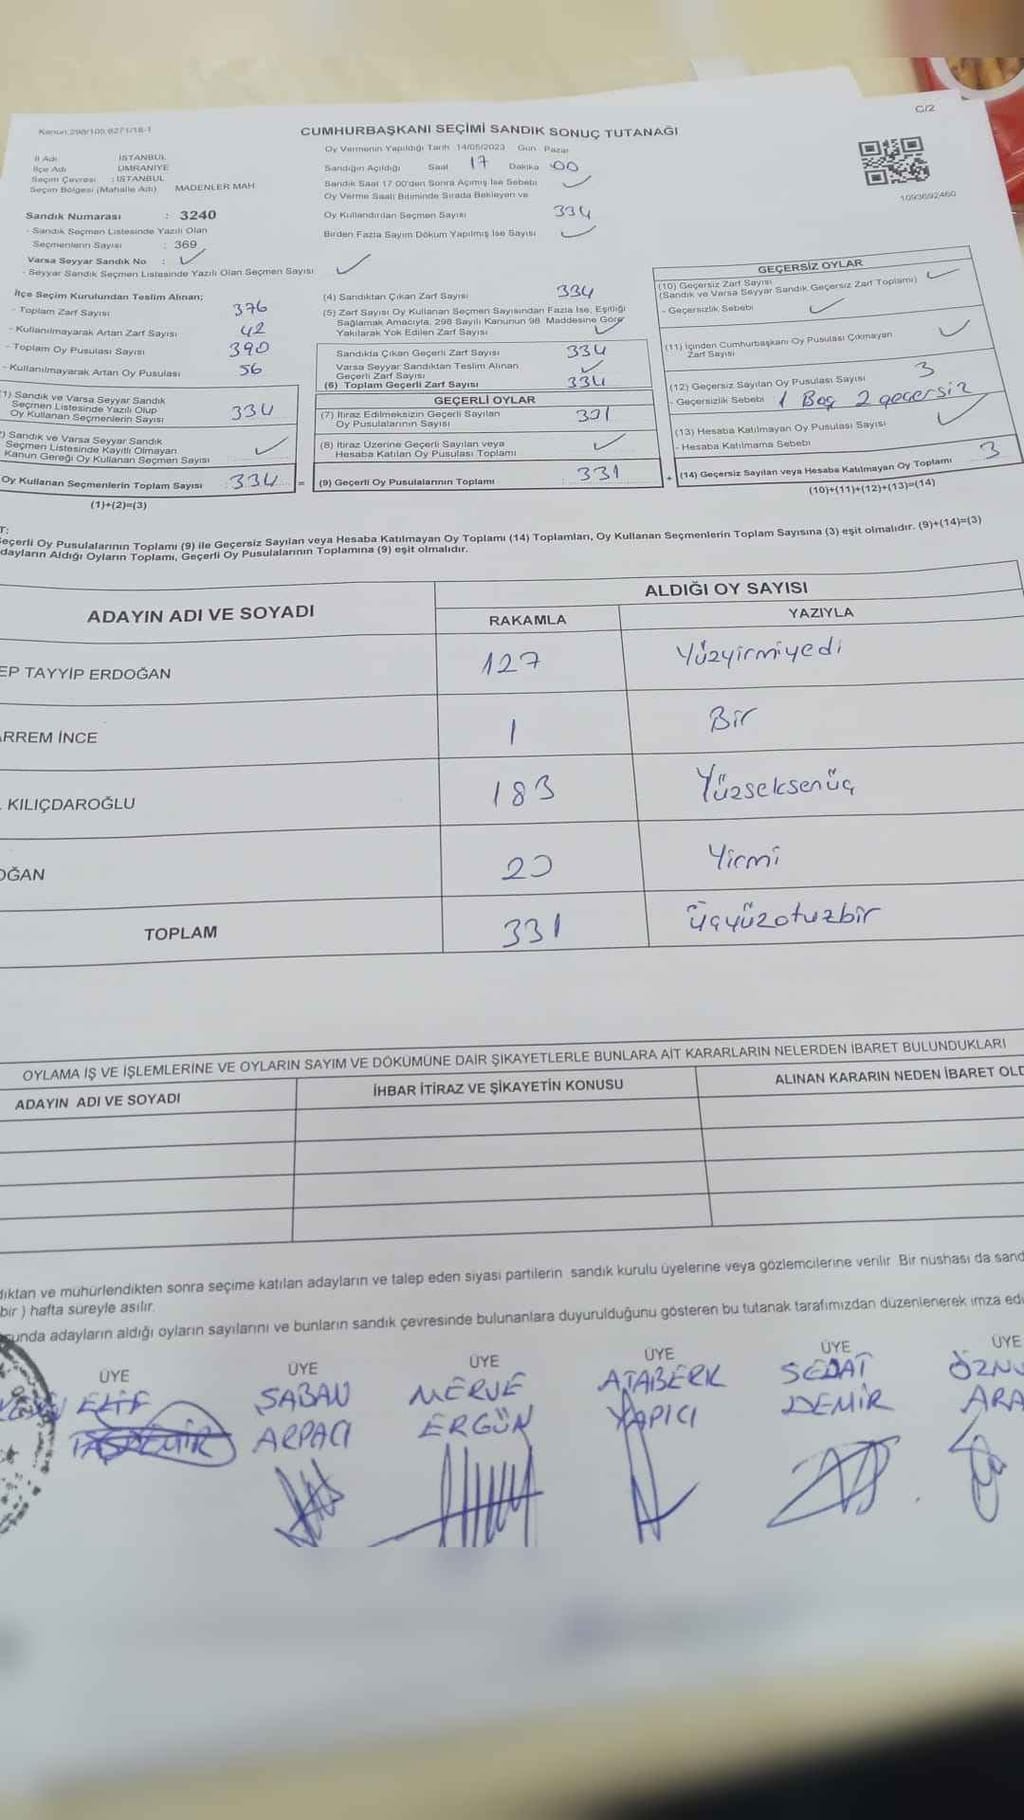 C/2
Kanun:298/105,6271/18-1
CUMHURBAŞKANI SEÇİMİ SANDIK SONUÇ TUTANAĞI
İl Adı İSTANBUL
İlçe Adı ÜMRANİYE
Seçim Çevresi : İSTANBUL
Seçim Bölgesi (Mahalle Adı) MADENLER MAH
Sandık Numarası : 3240
- Sandık Seçmen Listesinde Yazılı Olan
Seçmenlerin Sayısı : 369
Varsa Seyyar Sandık No :
- Seyyar Sandık Seçmen Listesinde Yazılı Olan Seçmen Sayısı
Oy Vermenin Yapıldığı Tarih 14/05/2023 Gün Pazar
Sandığın Açıldığı Saat 17 Dakika 00
Sandık Saat 17.00'den Sonra Açılmış İse Sebebi
Oy Verme Saati Bitiminde Sırada Bekleyen ve
Oy Kullandırılan Seçmen Sayısı 334
Birden Fazla Sayım Döküm Yapılmış İse Sayısı
1093692460
İlçe Seçim Kurulundan Teslim Alınan;
- Toplam Zarf Sayısı 376
- Kullanılmayarak Artan Zarf Sayısı 42
- Toplam Oy Pusulası Sayısı 390
- Kullanılmayarak Artan Oy Pusulası 56
1) Sandık ve Varsa Seyyar Sandık
Seçmen Listesinde Yazılı Olup
Oy Kullanan Seçmenlerin Sayısı 334
) Sandık ve Varsa Seyyar Sandık
Seçmen Listesinde Kayıtlı Olmayan
Kanun Gereği Oy Kullanan Seçmen Sayısı
Oy Kullanan Seçmenlerin Toplam Sayısı 334 =
(1)+(2)=(3)
(4) Sandıktan Çıkan Zarf Sayısı 334
(5) Zarf Sayısı Oy Kullanan Seçmen Sayısından Fazla İse, Eşitliği
Sağlamak Amacıyla, 298 Sayılı Kanunun 98. Maddesine Göre
Yakılarak Yok Edilen Zarf Sayısı
Sandıkta Çıkan Geçerli Zarf Sayısı 334
Varsa Seyyar Sandıktan Teslim Alınan
Geçerli Zarf Sayısı
(6) Toplam Geçerli Zarf Sayısı 334
GEÇERLİ OYLAR
(7) İtiraz Edilmeksizin Geçerli Sayılan
Oy Pusulalarının Sayısı 331
(8) İtiraz Üzerine Geçerli Sayılan veya
Hesaba Katılan Oy Pusulası Toplamı
(9) Geçerli Oy Pusulalarının Toplamı 331 +
GEÇERSİZ OYLAR
(10) Geçersiz Zarf Sayısı
(Sandık ve Varsa Seyyar Sandık Geçersiz Zarf Toplamı)
- Geçersizlik Sebebi
(11) İçinden Cumhurbaşkanı Oy Pusulası Çıkmayan
Zarf Sayısı
(12) Geçersiz Sayılan Oy Pusulası Sayısı 3
- Geçersizlik Sebebi 1 Boş 2 geçersiz
(13) Hesaba Katılmayan Oy Pusulası Sayısı
- Hesaba Katılmama Sebebi
(14) Geçersiz Sayılan veya Hesaba Katılmayan Oy Toplamı 3
(10)+(11)+(12)+(13)=(14)
T:
eçerli Oy Pusulalarının Toplamı (9) ile Geçersiz Sayılan veya Hesaba Katılmayan Oy Toplamı (14) Toplamları, Oy Kullanan Seçmenlerin Toplam Sayısına (3) eşit olmalıdır. (9)+(14)=(3)
dayların Aldığı Oyların Toplamı, Geçerli Oy Pusulalarının Toplamına (9) eşit olmalıdır.
ADAYIN ADI VE SOYADI
ALDIĞI OY SAYISI
RAKAMLA YAZIYLA
EP TAYYİP ERDOĞAN 127 Yüzyirmiyedi
ARREM İNCE 1 Bir
. KILIÇDAROĞLU 183 Yüzseksenüç
OĞAN 20 Yirmi
TOPLAM 331 üçyüzotuzbir
OYLAMA İŞ VE İŞLEMLERİNE VE OYLARIN SAYIM VE DÖKÜMÜNE DAİR ŞİKAYETLERLE BUNLARA AİT KARARLARIN NELERDEN İBARET BULUNDUKLARI
ADAYIN ADI VE SOYADI İHBAR İTİRAZ VE ŞİKAYETİN KONUSU ALINAN KARARIN NEDEN İBARET OLD
dıktan ve mühürlendikten sonra seçime katılan adayların ve talep eden siyasi partilerin sandık kurulu üyelerine veya gözlemcilerine verilir. Bir nüshası da sand
bir ) hafta süreyle asılır.
unda adayların aldığı oyların sayılarını ve bunların sandık çevresinde bulunanlara duyurulduğunu gösteren bu tutanak tarafımızdan düzenlenerek imza edi
ÜYE ÜYE ÜYE ÜYE ÜYE ÜYE
ELİF ŞABAN MERVE ATABERK SEDAT ÖZNU
TAŞDEMİR ARPACI ERGÜN YAPICI DEMİR ARA